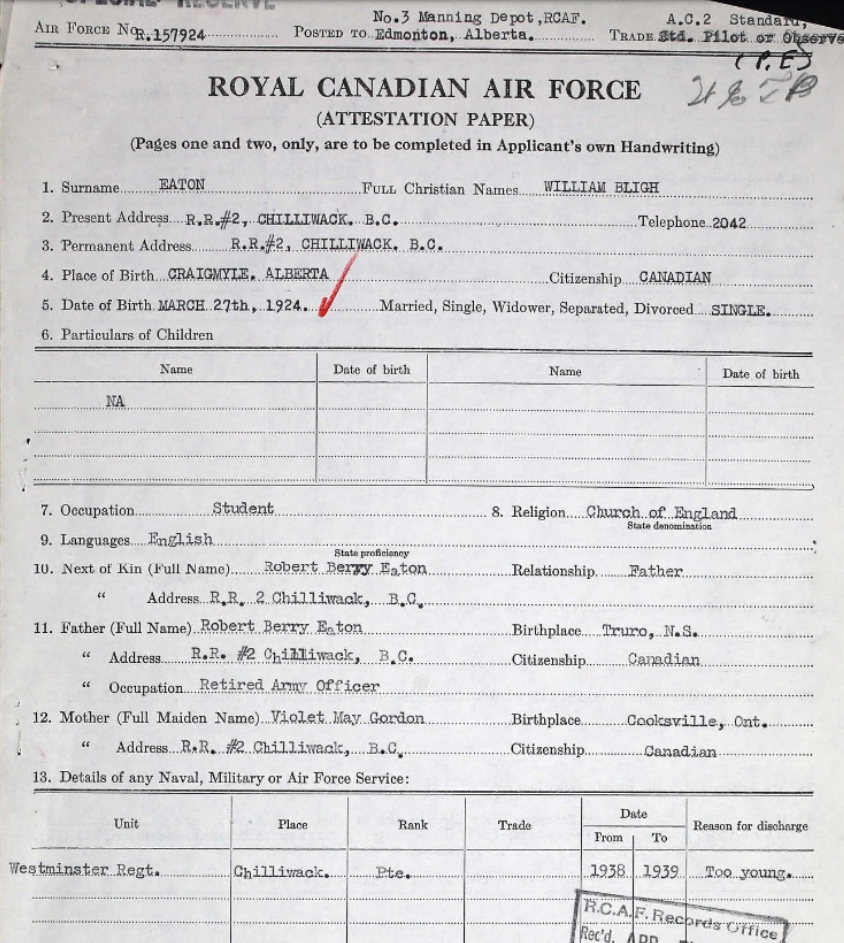 SPECIAL RESERVE
No.3 Manning Depot,RCAF. A.C.2 Standard,
AIR FORCE No. R.157924 POSTED TO Edmonton, Alberta. TRADE Std. Pilot or Observe
(P.E)
ROYAL CANADIAN AIR FORCE
(ATTESTATION PAPER)
(Pages one and two, only, are to be completed in Applicant's own Handwriting)
1. Surname EATON FULL Christian Names WILLIAM BLIGH
2. Present Address R.R.#2, CHILLIWACK. B.C. Telephone 2042
3. Permanent Address R.R.#2, CHILLIWACK. B.C.
4. Place of Birth CRAIGMYLE. ALBERTA Citizenship CANADIAN
5. Date of Birth MARCH 27th, 1924. Married, Single, Widower, Separated, Divorced SINGLE.
6. Particulars of Children
Name Date of birth Name Date of birth
NA
7. Occupation Student 8. Religion Church of England
State denomination
9. Languages English
State proficiency
10. Next of Kin (Full Name) Robert Berry Eaton Relationship Father
" Address R.R. 2 Chilliwack, B.C.
11. Father (Full Name) Robert Berry Eaton Birthplace Truro, N.S.
" Address R.R. #2 Chilliwack, B.C. Citizenship Canadian
" Occupation Retired Army Officer
12. Mother (Full Maiden Name) Violet May Gordon Birthplace Cooksville, Ont.
" Address R.R. #2 Chilliwack, B.C. Citizenship Canadian
13. Details of any Naval, Military or Air Force Service:
Unit Place Rank Trade Date Reason for discharge
From To
Westminster Regt. Chilliwack. Pte. 1938 1939 Too young.
R.C.A.F. Records Office
Rec'd. APR